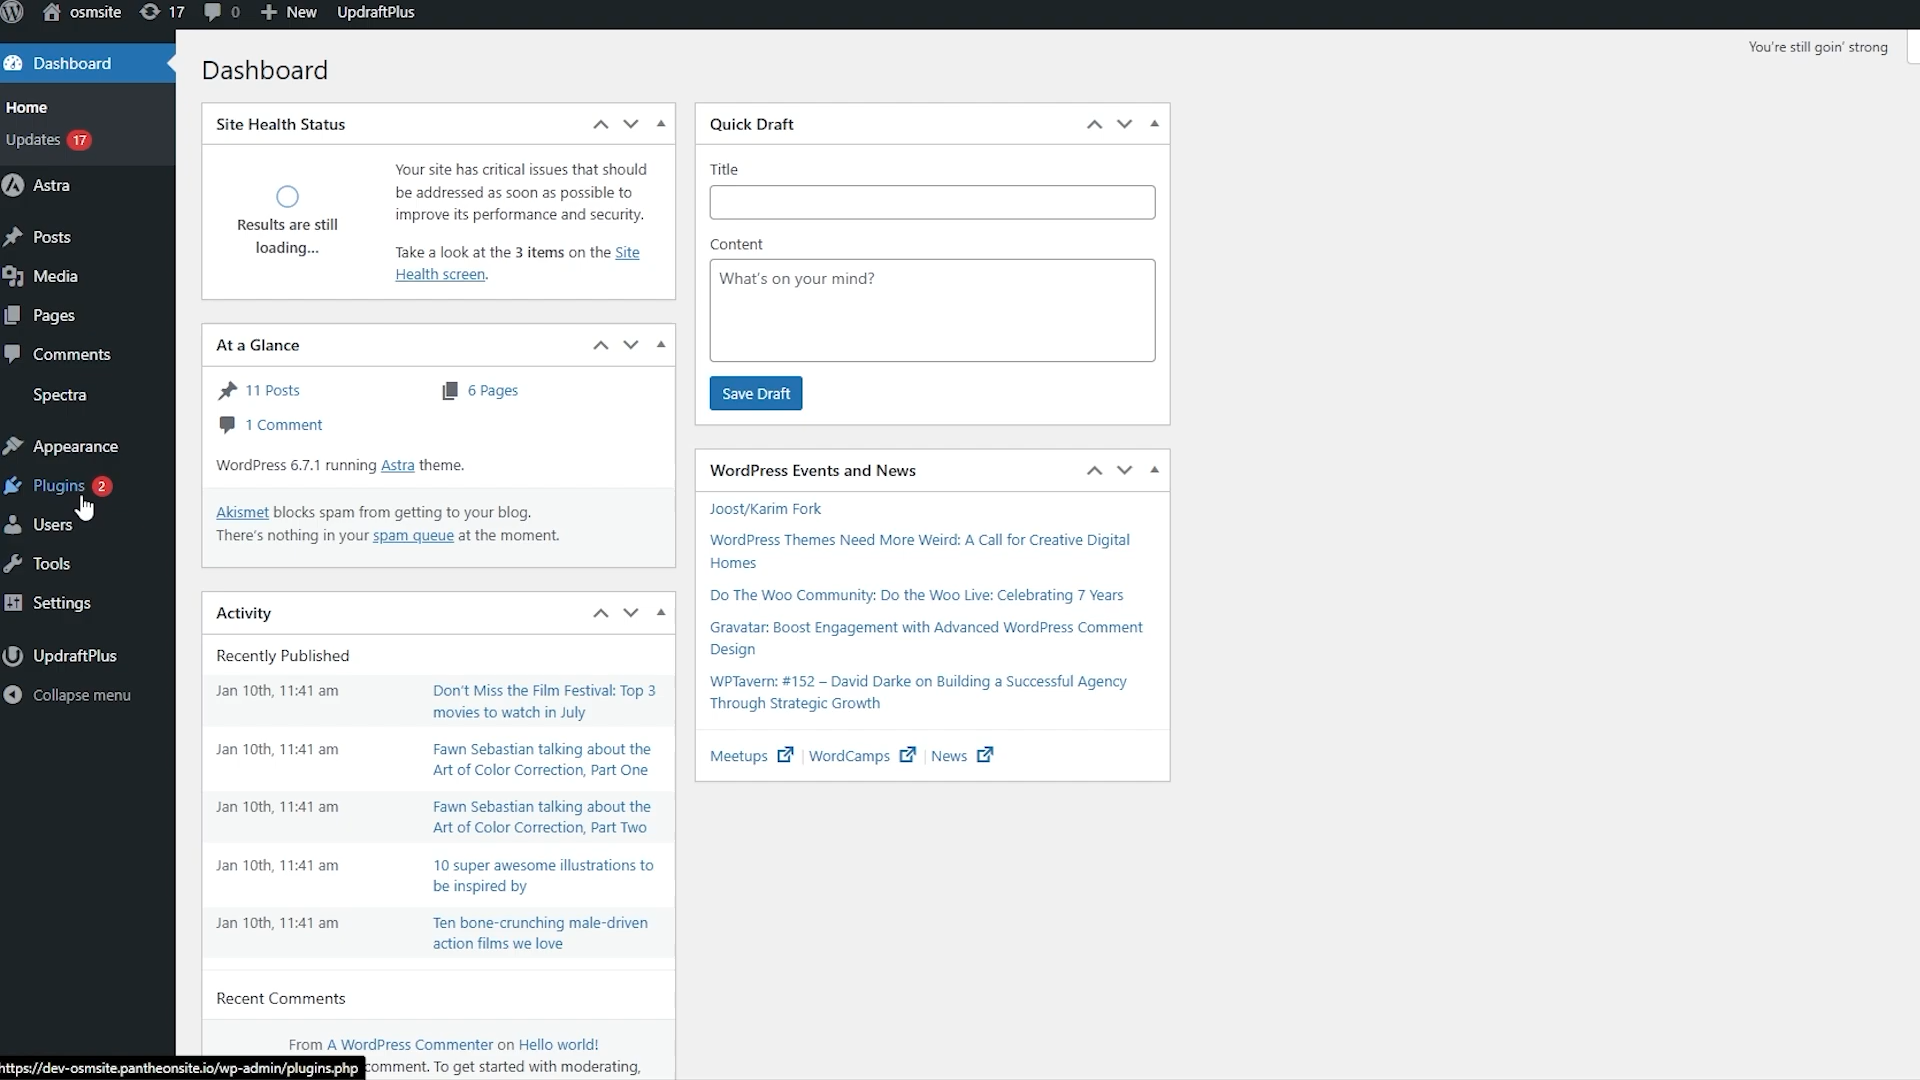 osmsite 17 0 New UpdraftPlus
Dashboard
Home
Updates 17
Astra
Posts
Media
Pages
Comments
Spectra
Appearance
Plugins 2
Users
Tools
Settings
UpdraftPlus
Collapse menu
You're still goin' strong
Dashboard
Site Health Status
Results are still
loading...
Your site has critical issues that should
be addressed as soon as possible to
improve its performance and security.
Take a look at the 3 items on the Site
Health screen.
At a Glance
11 Posts
6 Pages
1 Comment
WordPress 6.7.1 running Astra theme.
Akismet blocks spam from getting to your blog.
There's nothing in your spam queue at the moment.
Activity
Recently Published
Jan 10th, 11:41 am
Don't Miss the Film Festival: Top 3
movies to watch in July
Jan 10th, 11:41 am
Fawn Sebastian talking about the
Art of Color Correction, Part One
Jan 10th, 11:41 am
Fawn Sebastian talking about the
Art of Color Correction, Part Two
Jan 10th, 11:41 am
10 super awesome illustrations to
be inspired by
Jan 10th, 11:41 am
Ten bone-crunching male-driven
action films we love
Recent Comments
From A WordPress Commenter on Hello world!
comment. To get started with moderating,
Quick Draft
Title
Content
What's on your mind?
Save Draft
WordPress Events and News
Joost/Karim Fork
WordPress Themes Need More Weird: A Call for Creative Digital
Homes
Do The Woo Community: Do the Woo Live: Celebrating 7 Years
Gravatar: Boost Engagement with Advanced WordPress Comment
Design
WPTavern: #152 – David Darke on Building a Successful Agency
Through Strategic Growth
Meetups | WordCamps | News
https://dev-osmsite.pantheonsite.io/wp-admin/plugins.php